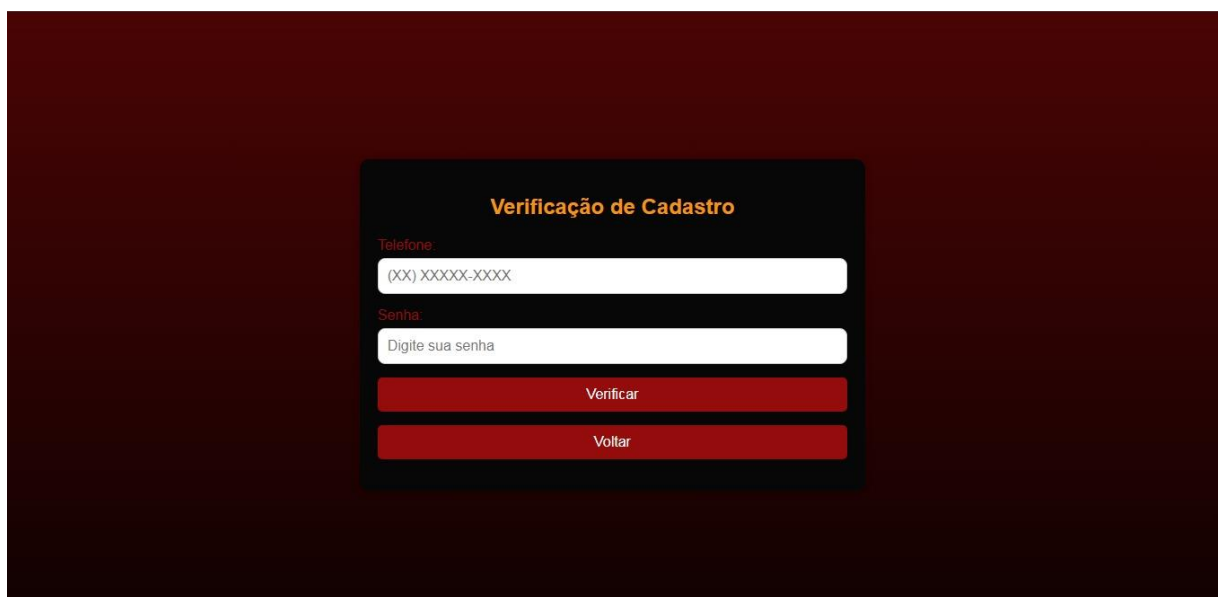 Verificação de Cadastro
Telefone:
(XX) XXXXX-XXXX
Senha:
Digite sua senha
Verificar
Voltar